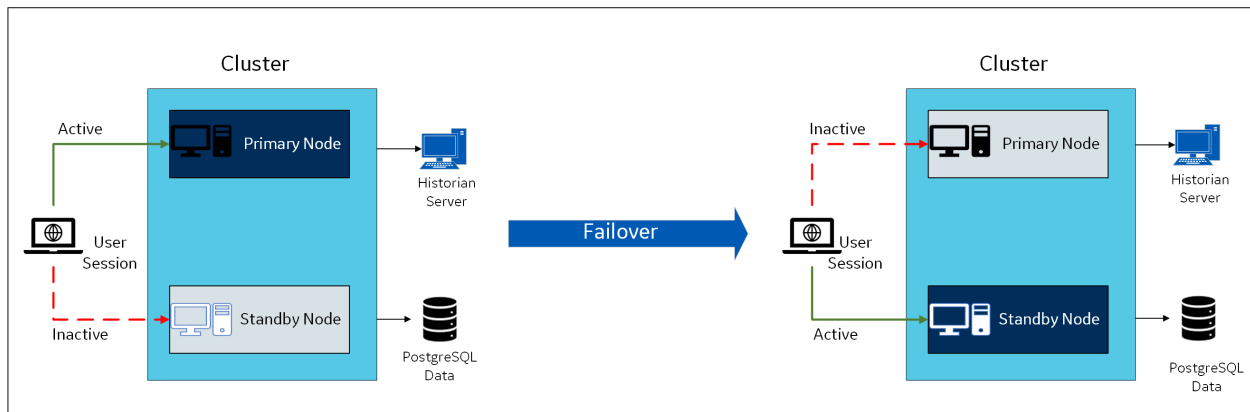 Cluster
Active
Primary Node
Historian
Server
User
Session
Inactive
Standby Node
PostgreSQL
Data
Failover
Cluster
Inactive
Primary Node
Historian
Server
User
Session
Active
Standby Node
PostgreSQL
Data